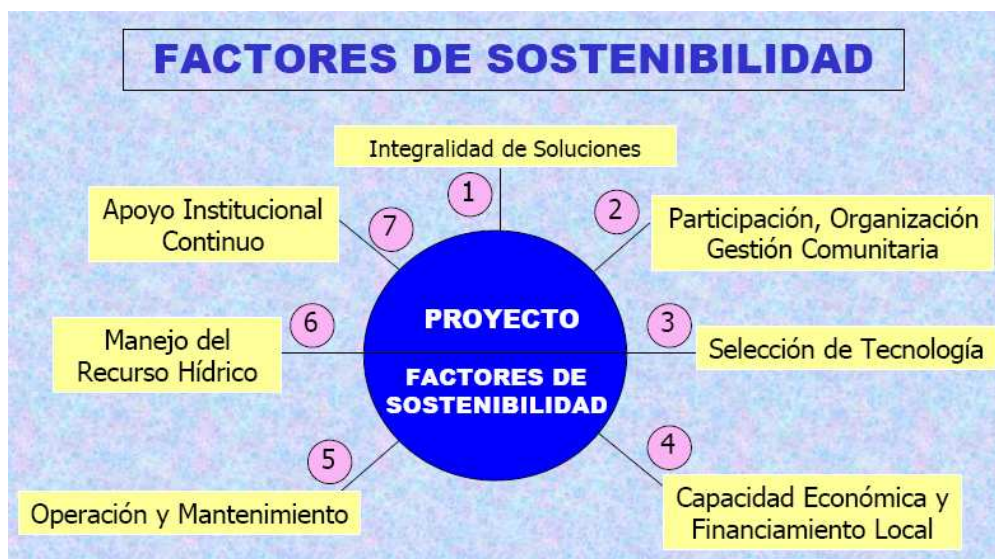 FACTORES DE SOSTENIBILIDAD
Integralidad de Soluciones
1
2
Participación, Organización
Gestión Comunitaria
3
Selección de Tecnología
4
Capacidad Económica y
Financiamiento Local
5
Operación y Mantenimiento
6
Manejo del
Recurso Hídrico
7
Apoyo Institucional
Continuo
PROYECTO
FACTORES DE
SOSTENIBILIDAD